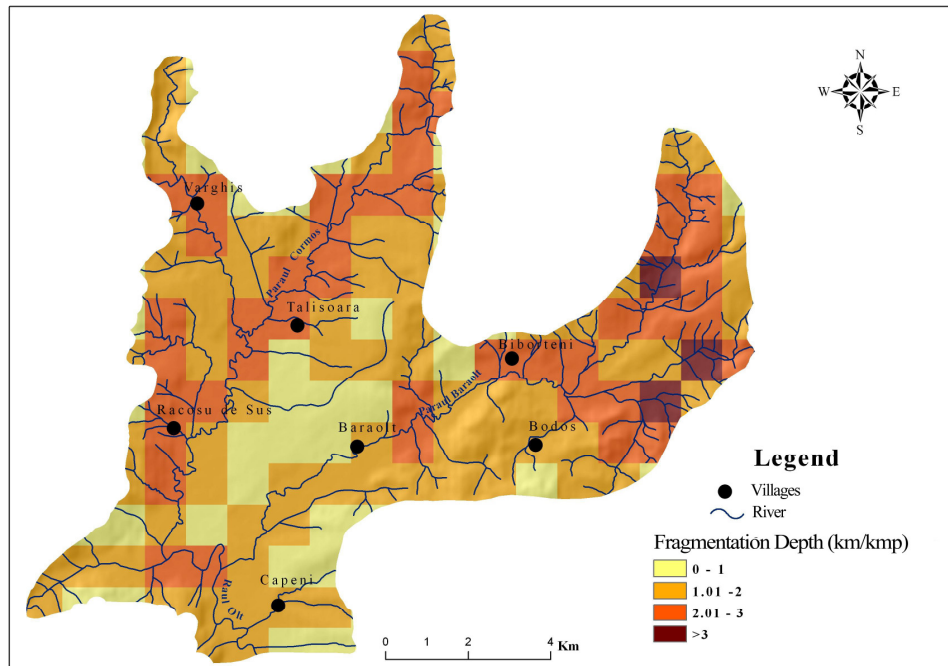 N
W E
S
Varghis
Paraul Cormos
Talisoara
Biborteni
Paraul Baraolt
Racosu de Sus
Baraolt
Bodos
Legend
Villages
River
Fragmentation Depth (km/kmp)
0 - 1
1.01 -2
2.01 - 3
>3
Capeni
Raul Olt
0 1 2 4
Km